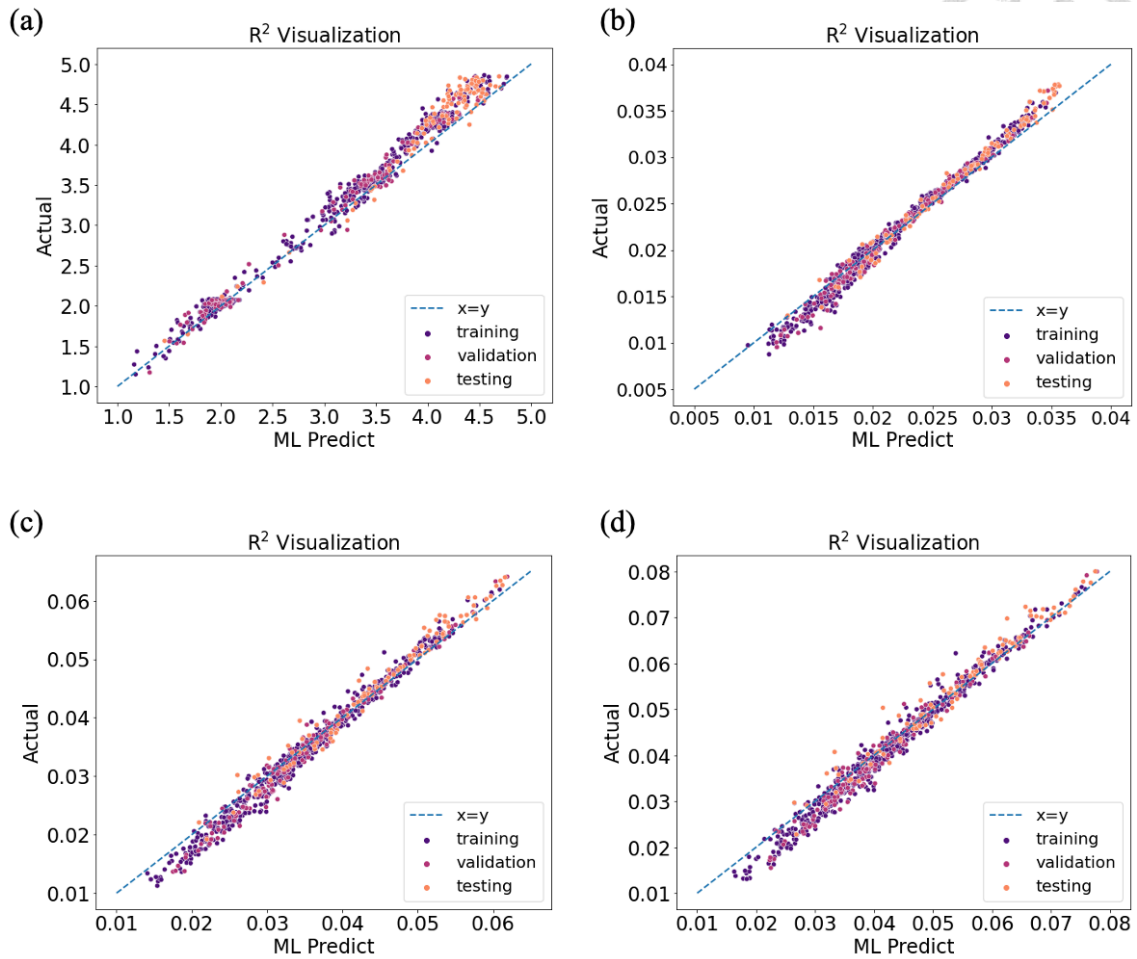 (a)
R² Visualization
5.0
4.5
4.0
3.5
3.0
2.5
2.0
1.5
1.0
Actual
x=y
training
validation
testing
1.0 1.5 2.0 2.5 3.0 3.5 4.0 4.5 5.0
ML Predict
(b)
R² Visualization
0.04
0.035
0.03
0.025
0.02
0.015
0.01
0.005
Actual
x=y
training
validation
testing
0.005 0.01 0.015 0.02 0.025 0.03 0.035 0.04
ML Predict
(c)
R² Visualization
0.06
0.05
0.04
0.03
0.02
0.01
Actual
x=y
training
validation
testing
0.01 0.02 0.03 0.04 0.05 0.06
ML Predict
(d)
R² Visualization
0.08
0.07
0.06
0.05
0.04
0.03
0.02
0.01
Actual
x=y
training
validation
testing
0.01 0.02 0.03 0.04 0.05 0.06 0.07 0.08
ML Predict